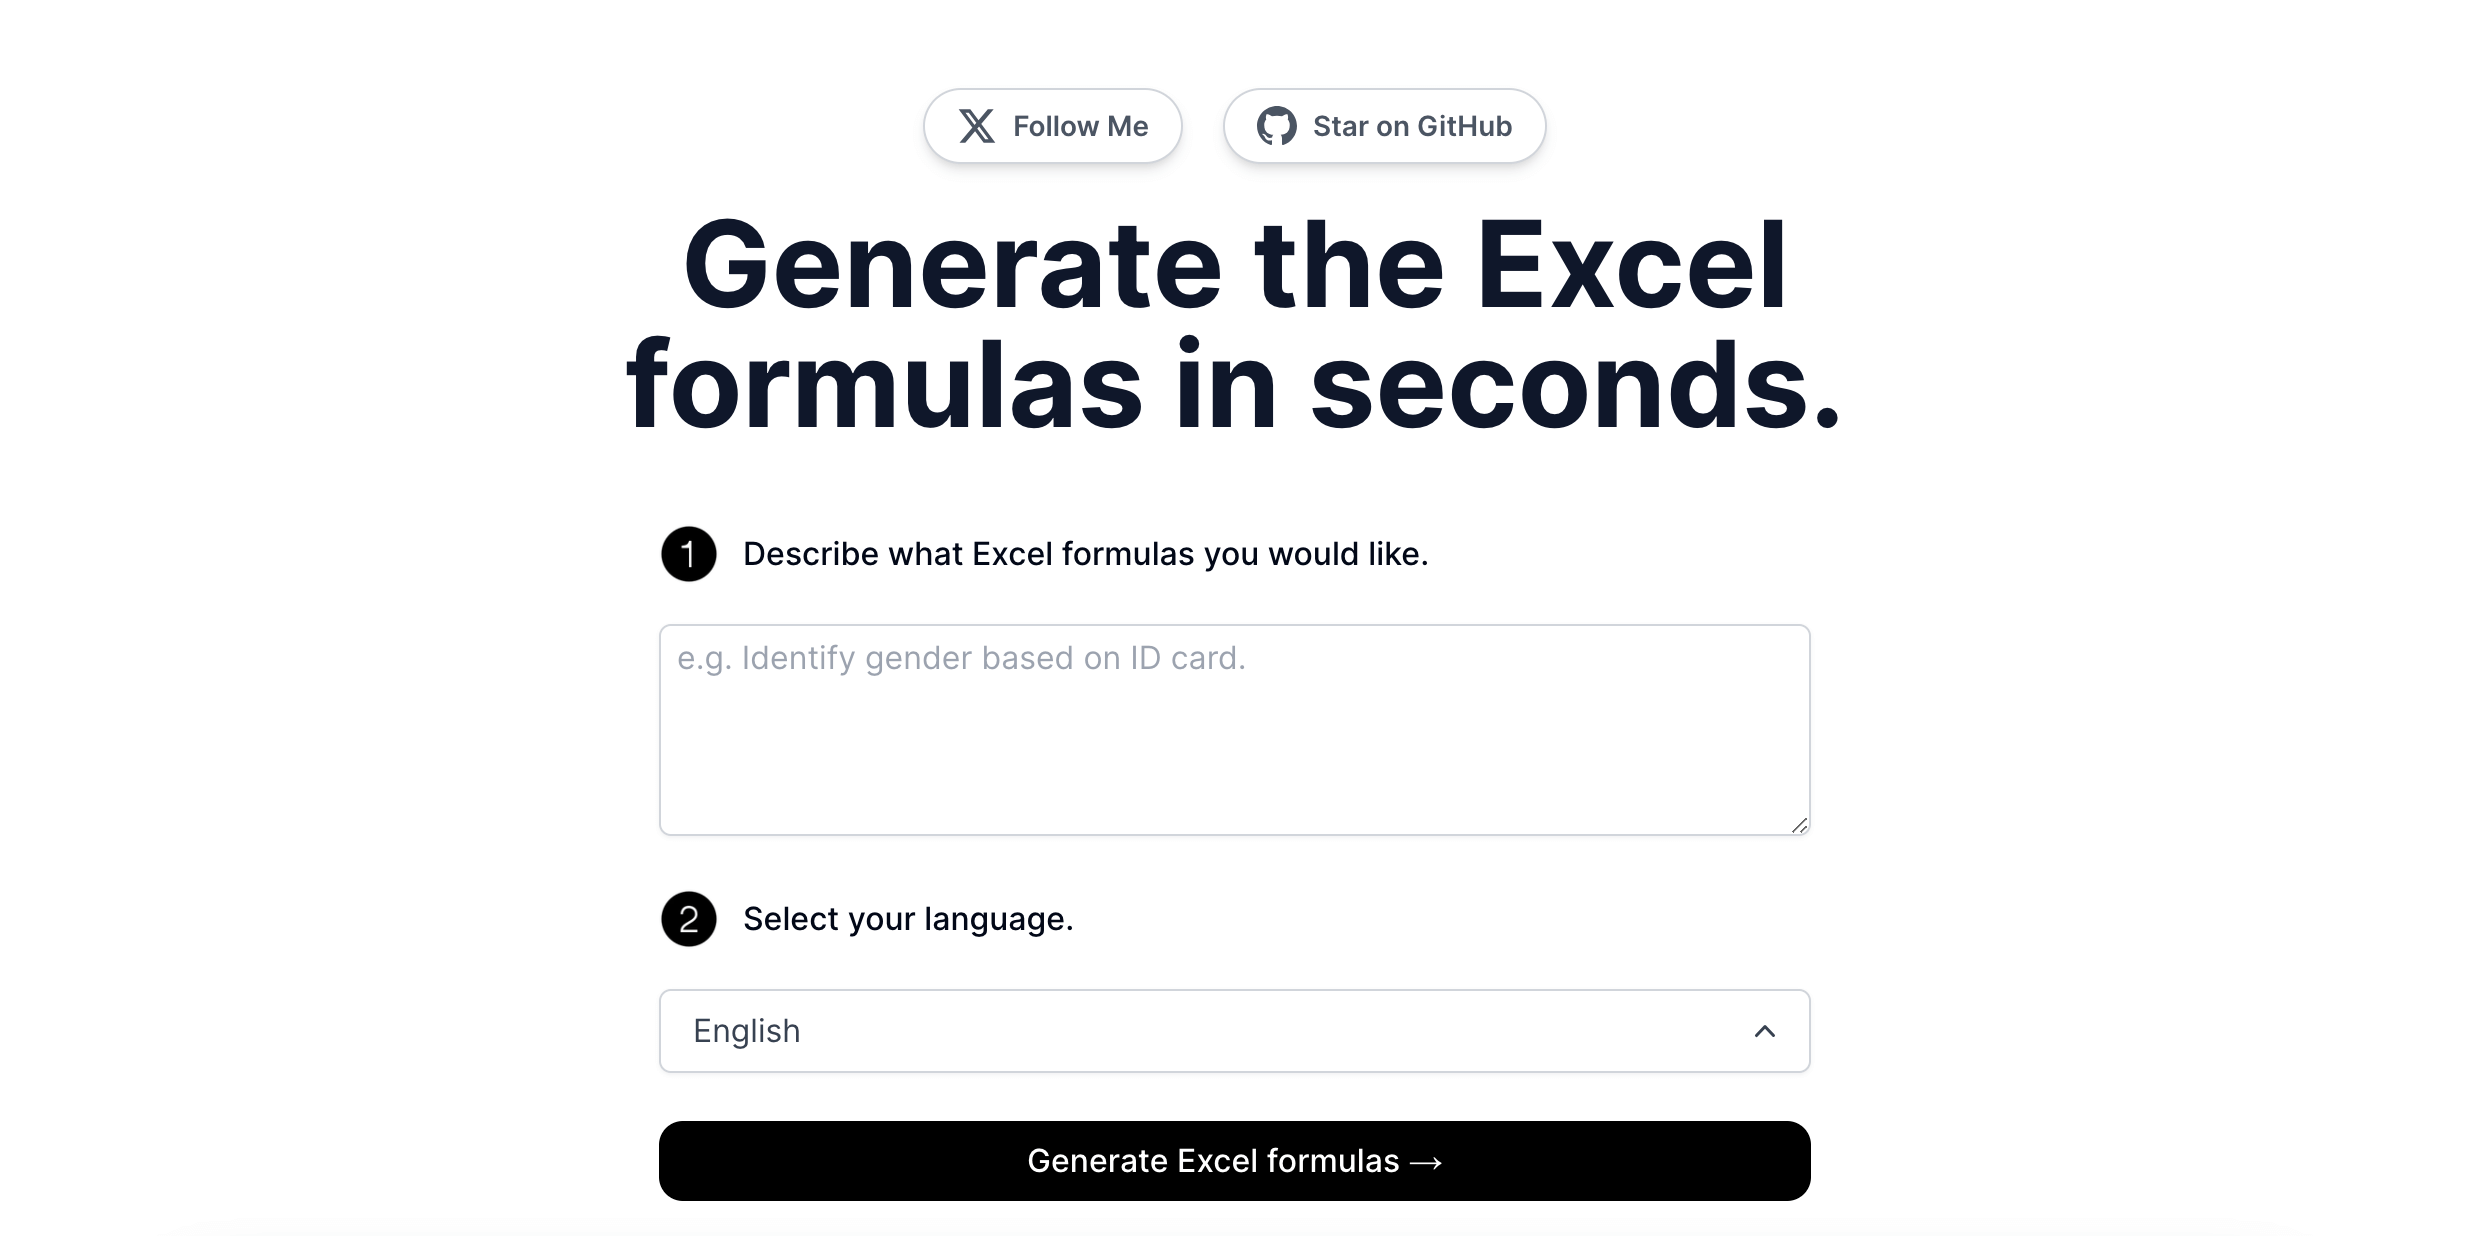 Follow Me
Star on GitHub
Generate the Excel
formulas in seconds.
1 Describe what Excel formulas you would like.
e.g. Identify gender based on ID card.
2 Select your language.
English
Generate Excel formulas →